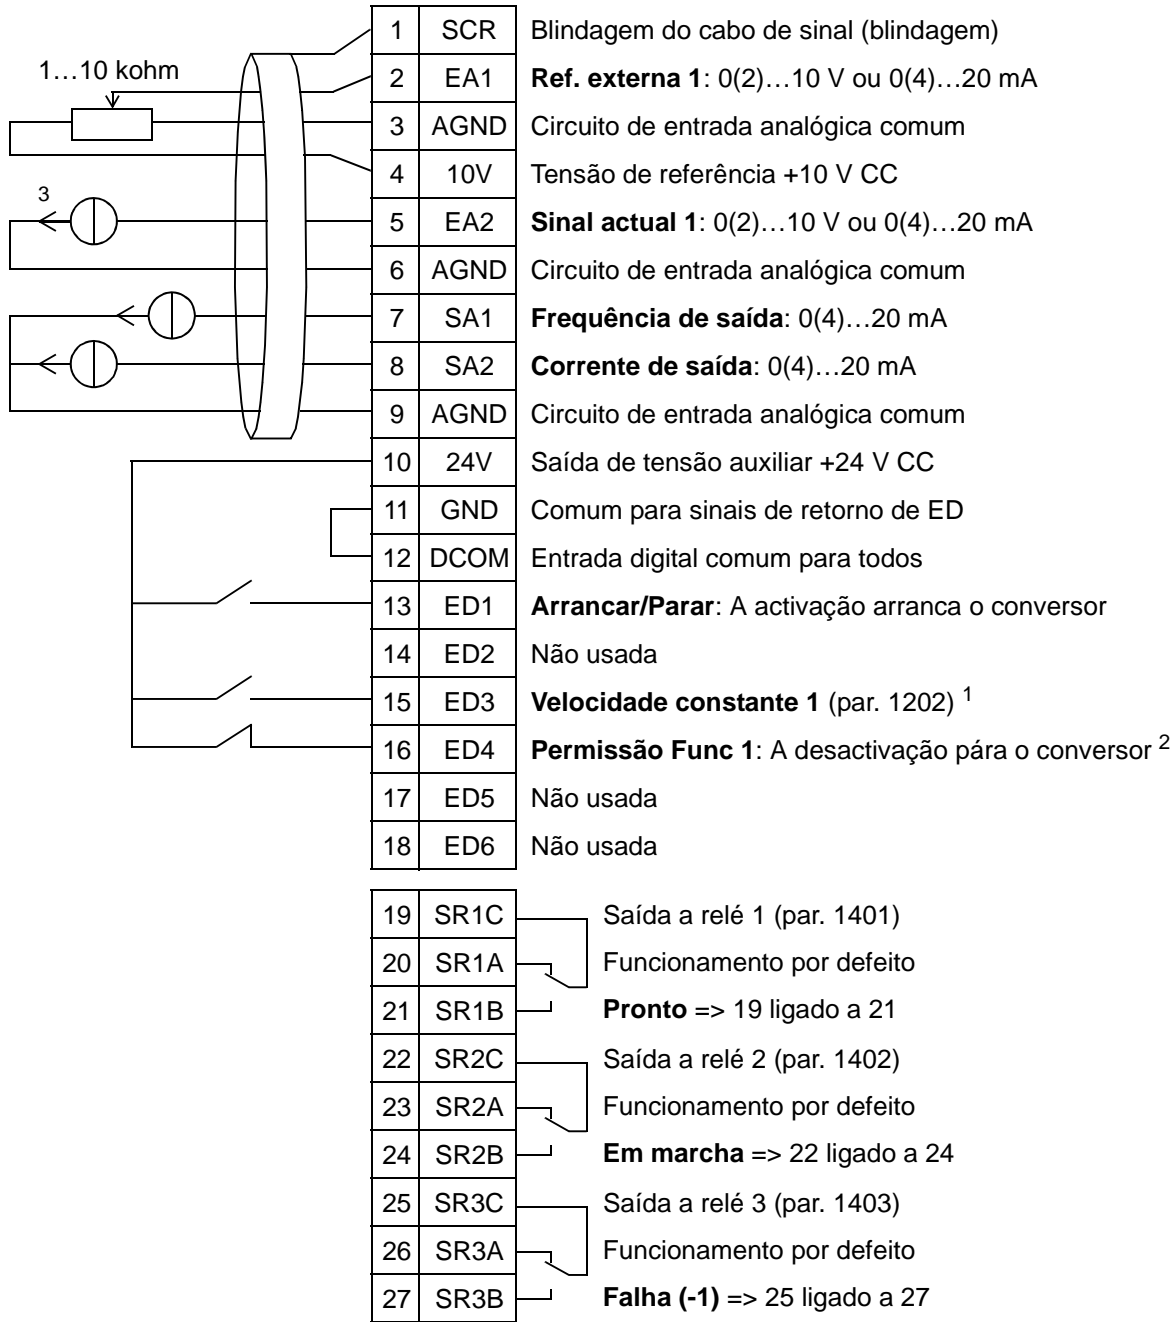 1 SCR Blindagem do cabo de sinal (blindagem)
1…10 kohm
2 EA1 Ref. externa 1: 0(2)…10 V ou 0(4)…20 mA
3 AGND Circuito de entrada analógica comum
4 10V Tensão de referência +10 V CC
3
5 EA2 Sinal actual 1: 0(2)…10 V ou 0(4)…20 mA
6 AGND Circuito de entrada analógica comum
7 SA1 Frequência de saída: 0(4)…20 mA
8 SA2 Corrente de saída: 0(4)…20 mA
9 AGND Circuito de entrada analógica comum
10 24V Saída de tensão auxiliar +24 V CC
11 GND Comum para sinais de retorno de ED
12 DCOM Entrada digital comum para todos
13 ED1 Arrancar/Parar: A activação arranca o conversor
14 ED2 Não usada
15 ED3 Velocidade constante 1 (par. 1202) 1
16 ED4 Permissão Func 1: A desactivação pára o conversor 2
17 ED5 Não usada
18 ED6 Não usada
19 SR1C Saída a relé 1 (par. 1401)
20 SR1A Funcionamento por defeito
21 SR1B Pronto => 19 ligado a 21
22 SR2C Saída a relé 2 (par. 1402)
23 SR2A Funcionamento por defeito
24 SR2B Em marcha => 22 ligado a 24
25 SR3C Saída a relé 3 (par. 1403)
26 SR3A Funcionamento por defeito
27 SR3B Falha (-1) => 25 ligado a 27